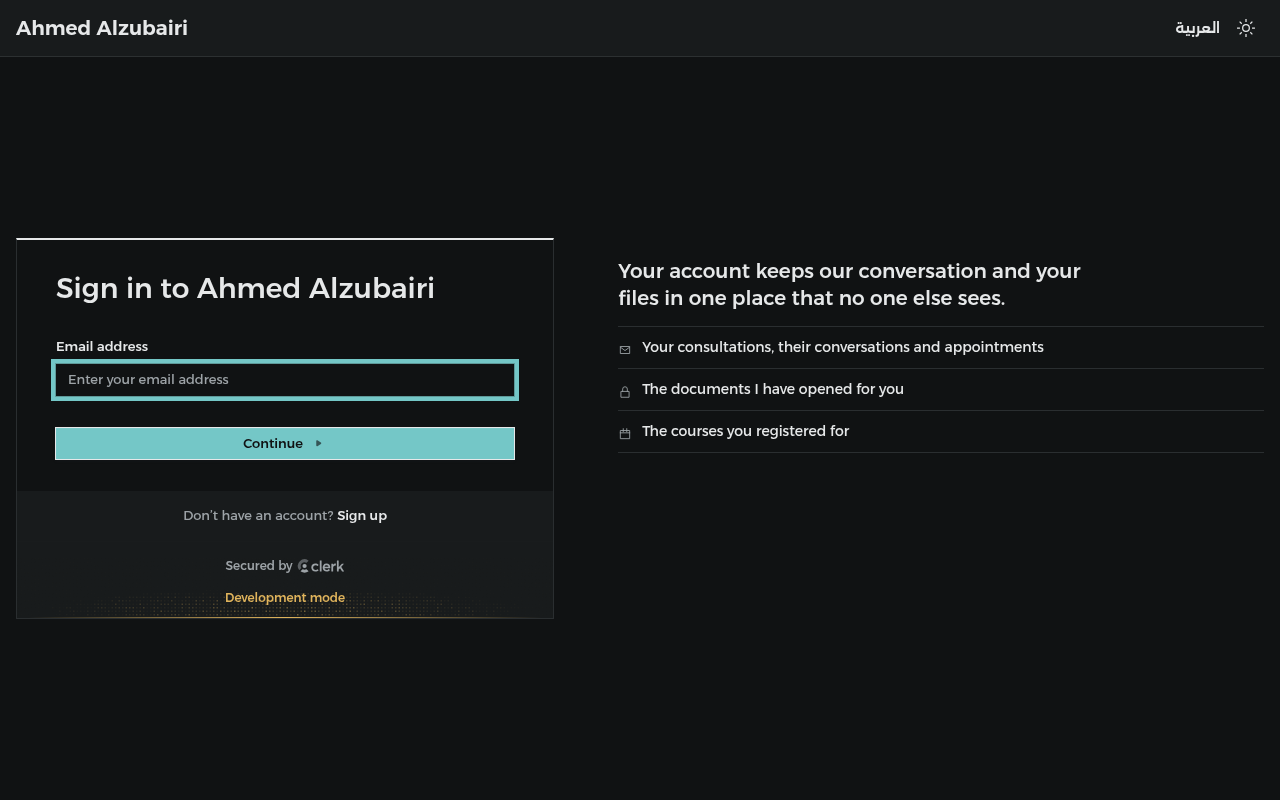 Ahmed Alzubairi
العربية
Sign in to Ahmed Alzubairi
Email address
Enter your email address
Continue
Don't have an account? Sign up
Secured by clerk
Development mode
Your account keeps our conversation and your
files in one place that no one else sees.
Your consultations, their conversations and appointments
The documents I have opened for you
The courses you registered for